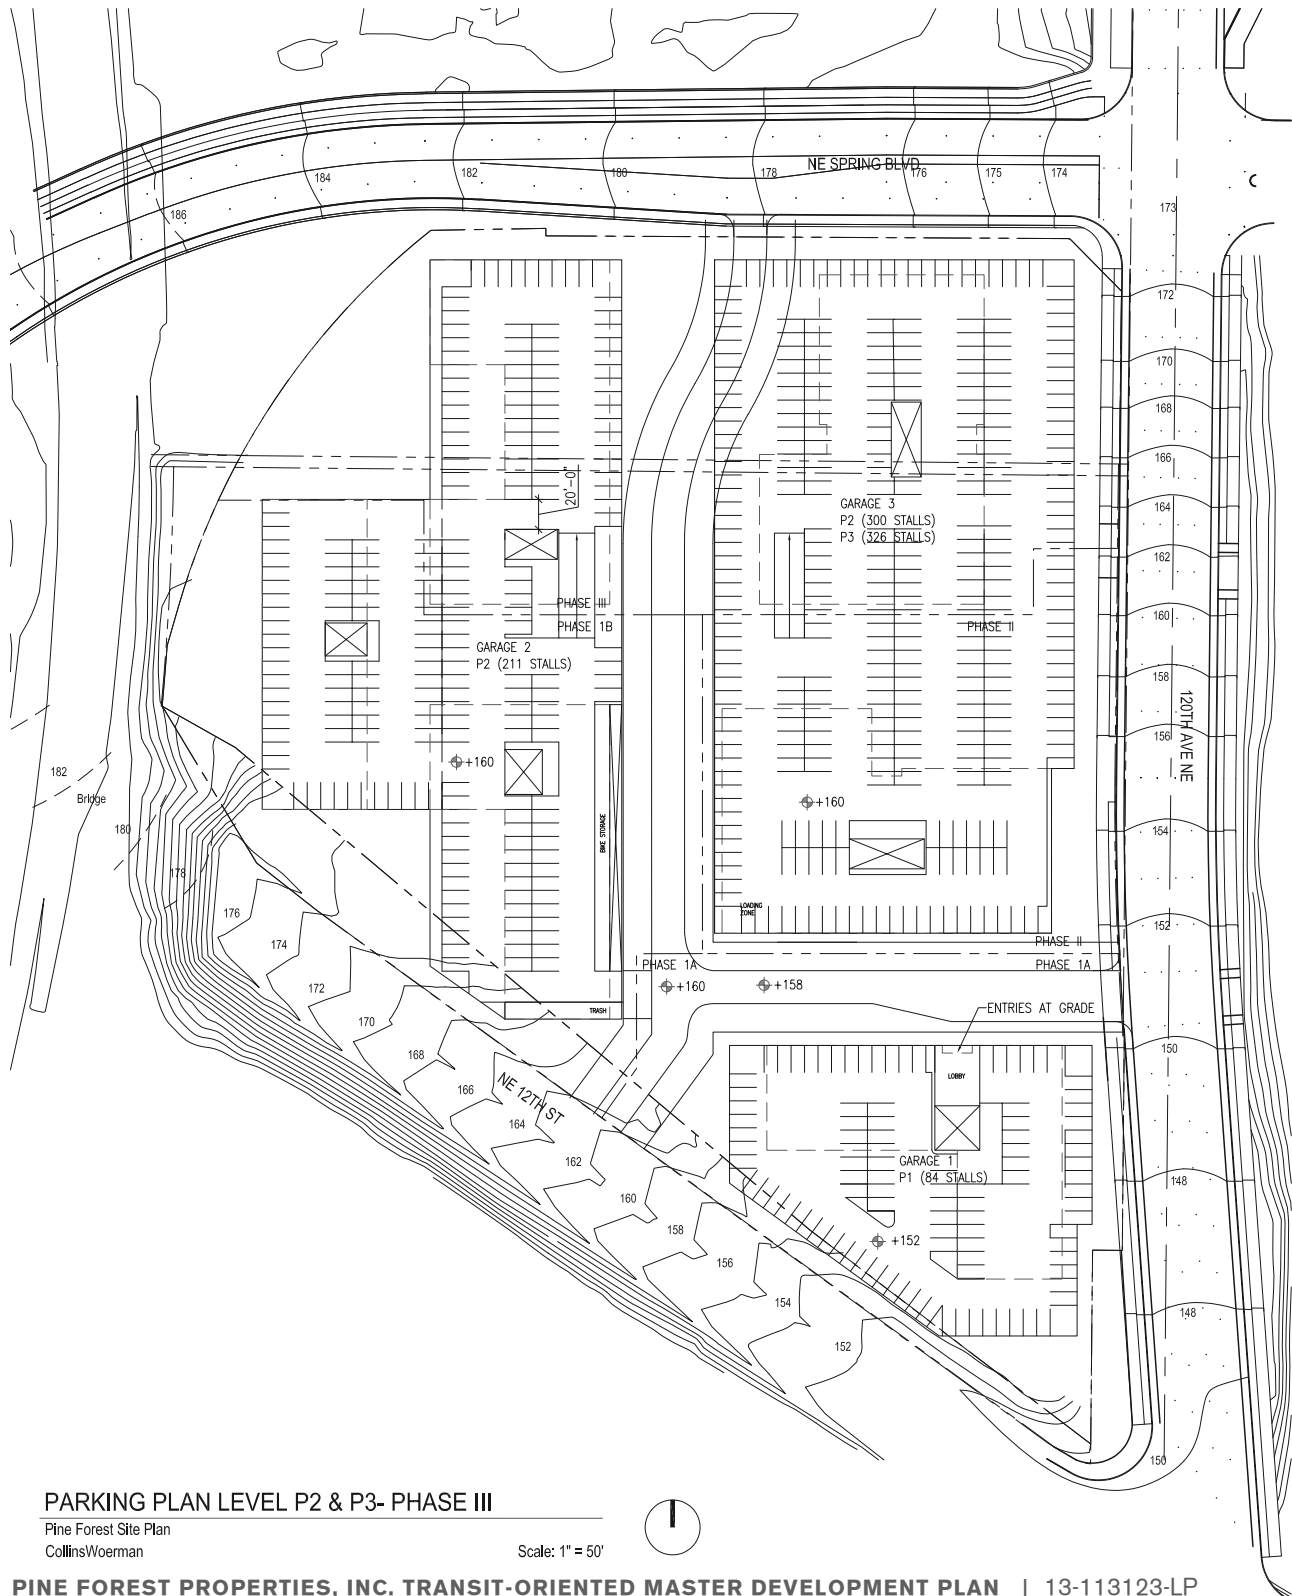 NE SPRING BLVD
186
184
182
180
178
176
175
174
173
172
170
168
166
164
162
160
158
156
154
152
150
148
148
150
120TH AVE NE
20'-0"
GARAGE 3
P2 (300 STALLS)
P3 (326 STALLS)
PHASE III
PHASE 1B
PHASE II
GARAGE 2
P2 (211 STALLS)
+160
+160
BIKE STORAGE
LOADING
ZONE
182
Bridge
180
178
176
174
172
170
168
166
164
162
160
158
156
154
152
NE 12TH ST
PHASE II
PHASE 1A
PHASE 1A
+160
+158
TRASH
ENTRIES AT GRADE
LOBBY
GARAGE 1
P1 (84 STALLS)
+152
PARKING PLAN LEVEL P2 & P3- PHASE III
Pine Forest Site Plan
CollinsWoerman
Scale: 1" = 50'
PINE FOREST PROPERTIES, INC. TRANSIT-ORIENTED MASTER DEVELOPMENT PLAN | 13-113123-LP